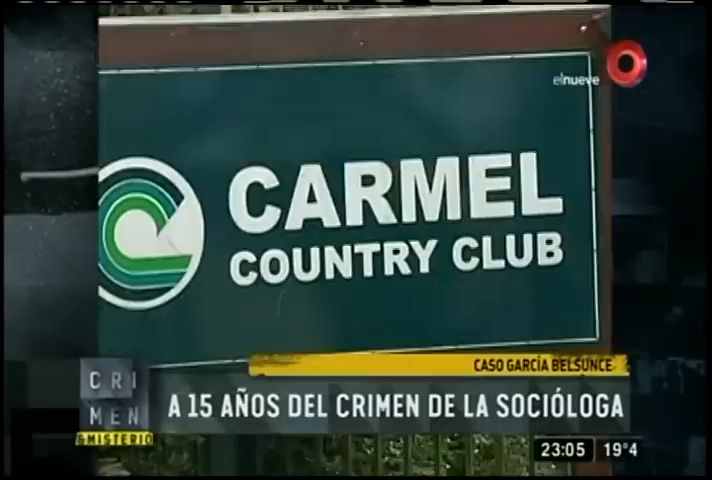 elnueve
CARMEL
COUNTRY CLUB
CASO GARCÍA BELSUNCE
CRI
MEN
&MISTERIO
A 15 AÑOS DEL CRIMEN DE LA SOCIÓLOGA
23:05 19°4